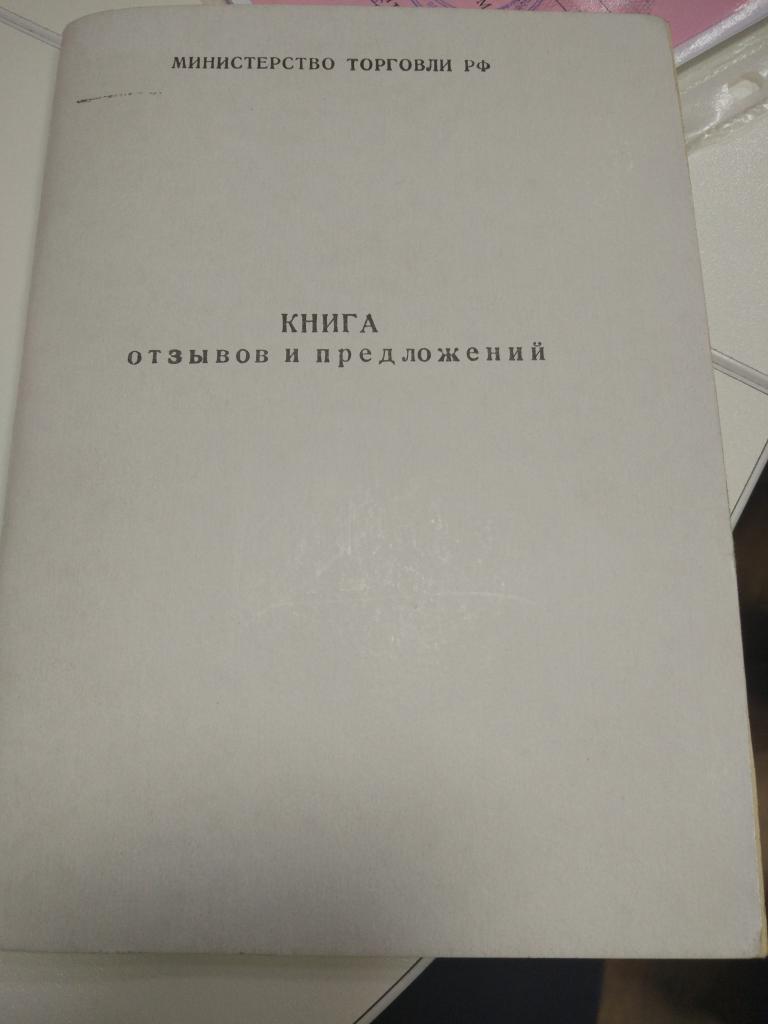 МИНИСТЕРСТВО ТОРГОВЛИ РФ
КНИГА
отзывов и предложений